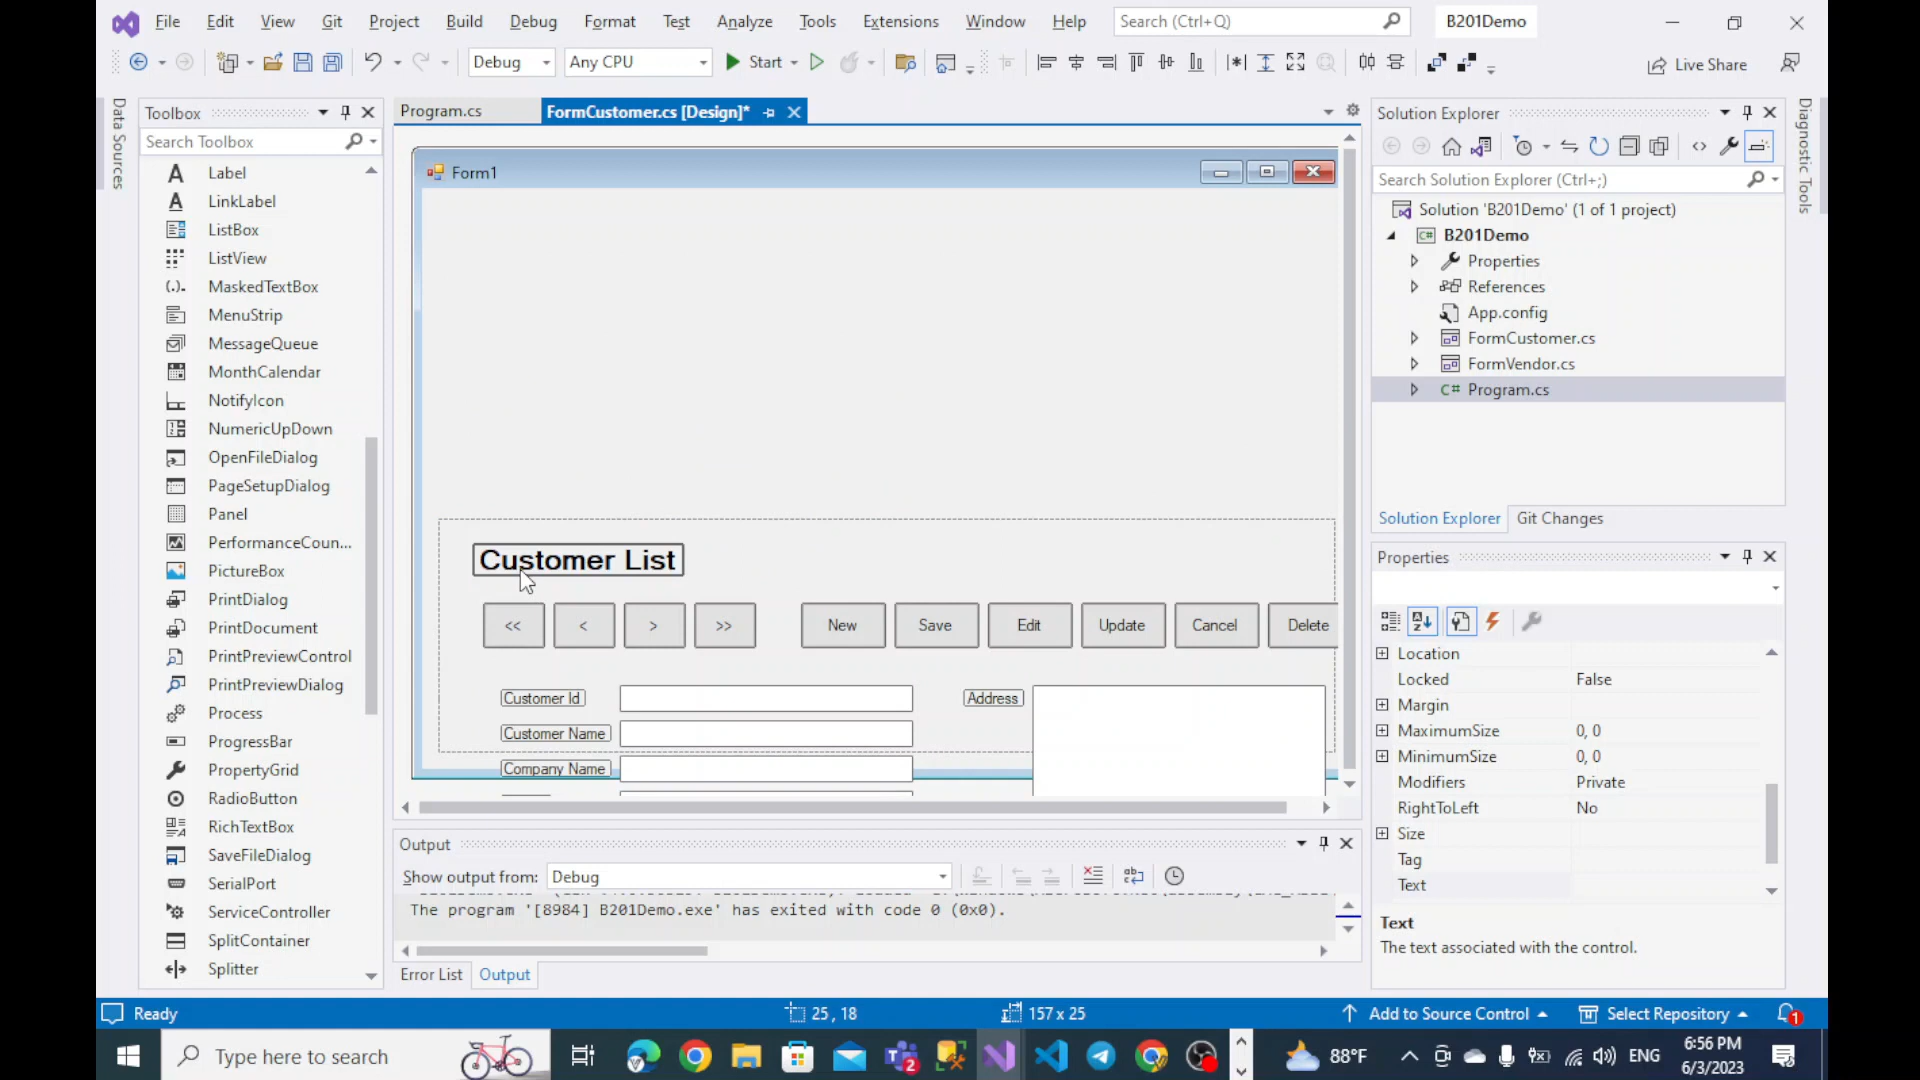 File Edit View Git Project Build Debug Format Test Analyze Tools Extensions Window Help Search (Ctrl+Q) B201Demo
Debug Any CPU Start Live Share
Data Sources
Toolbox
Search Toolbox
Label
LinkLabel
ListBox
ListView
MaskedTextBox
MenuStrip
MessageQueue
MonthCalendar
NotifyIcon
NumericUpDown
OpenFileDialog
PageSetupDialog
Panel
PerformanceCoun...
PictureBox
PrintDialog
PrintDocument
PrintPreviewControl
PrintPreviewDialog
Process
ProgressBar
PropertyGrid
RadioButton
RichTextBox
SaveFileDialog
SerialPort
ServiceController
SplitContainer
Splitter
Program.cs FormCustomer.cs [Design]*
Form1
Customer List
<< < > >> New Save Edit Update Cancel Delete
Customer Id Address
Customer Name
Company Name
Output
Show output from: Debug
The program '[8984] B201Demo.exe' has exited with code 0 (0x0).
Error List Output
Solution Explorer
Search Solution Explorer (Ctrl+;)
Solution 'B201Demo' (1 of 1 project)
C# B201Demo
Properties
References
App.config
FormCustomer.cs
FormVendor.cs
C# Program.cs
Solution Explorer Git Changes
Properties
Location
Locked False
Margin
MaximumSize 0, 0
MinimumSize 0, 0
Modifiers Private
RightToLeft No
Size
Tag
Text
Text
The text associated with the control.
Diagnostic Tools
Ready 25 , 18 157 x 25 Add to Source Control Select Repository 1
Type here to search 2 88°F ENG 6:56 PM
6/3/2023